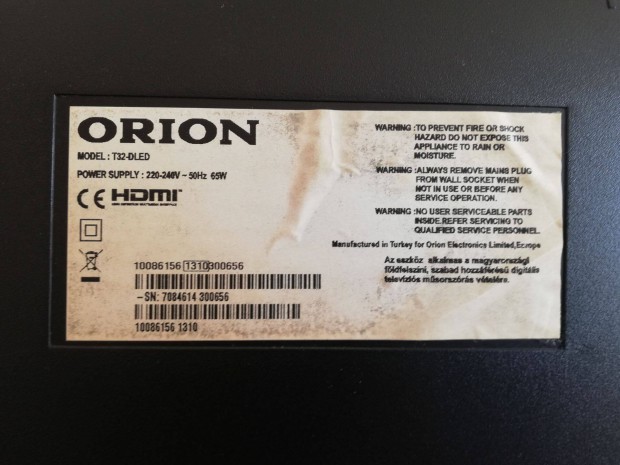 ORION
MODEL : T32-DLED
POWER SUPPLY : 220-240V ~ 50Hz 65W
CE HDMI
10086156 1310 300656
-SN: 7084614 300656
10086156 1310
WARNING :TO PREVENT FIRE OR SHOCK
HAZARD DO NOT EXPOSE THIS
APPLIANCE TO RAIN OR
MOISTURE.
WARNING :ALWAYS REMOVE MAINS PLUG
FROM WALL SOCKET WHEN
NOT IN USE OR BEFORE ANY
SERVICE OPERATION.
WARNING :NO USER SERVICEABLE PARTS
INSIDE.REFER SERVICING TO
QUALIFIED SERVICE PERSONNEL.
Manufactured in Turkey for Orion Electronics Limited,Europe
Az eszköz alkalmas a magyarországi
földfelszíni, szabad hozzáférésű digitális
televíziós műsorszórás vételére.